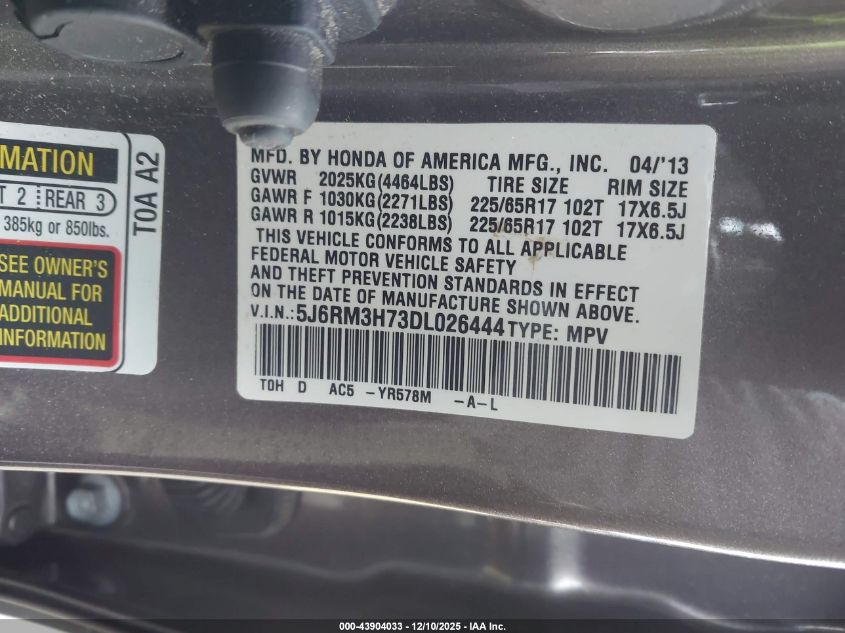 MATION
T 2 REAR 3
385kg or 850lbs.
SEE OWNER'S
MANUAL FOR
ADDITIONAL
INFORMATION
T0A A2
MFD. BY HONDA OF AMERICA MFG., INC. 04/'13
GVWR 2025KG(4464LBS) TIRE SIZE RIM SIZE
GAWR F 1030KG(2271LBS) 225/65R17 102T 17X6.5J
GAWR R 1015KG(2238LBS) 225/65R17 102T 17X6.5J
THIS VEHICLE CONFORMS TO ALL APPLICABLE
FEDERAL MOTOR VEHICLE SAFETY
AND THEFT PREVENTION STANDARDS IN EFFECT
ON THE DATE OF MANUFACTURE SHOWN ABOVE.
V.I.N.: 5J6RM3H73DL026444 TYPE: MPV
T0H D AC5 -YR578M -A-L
000-43904033 - 12/10/2025 - IAA Inc.